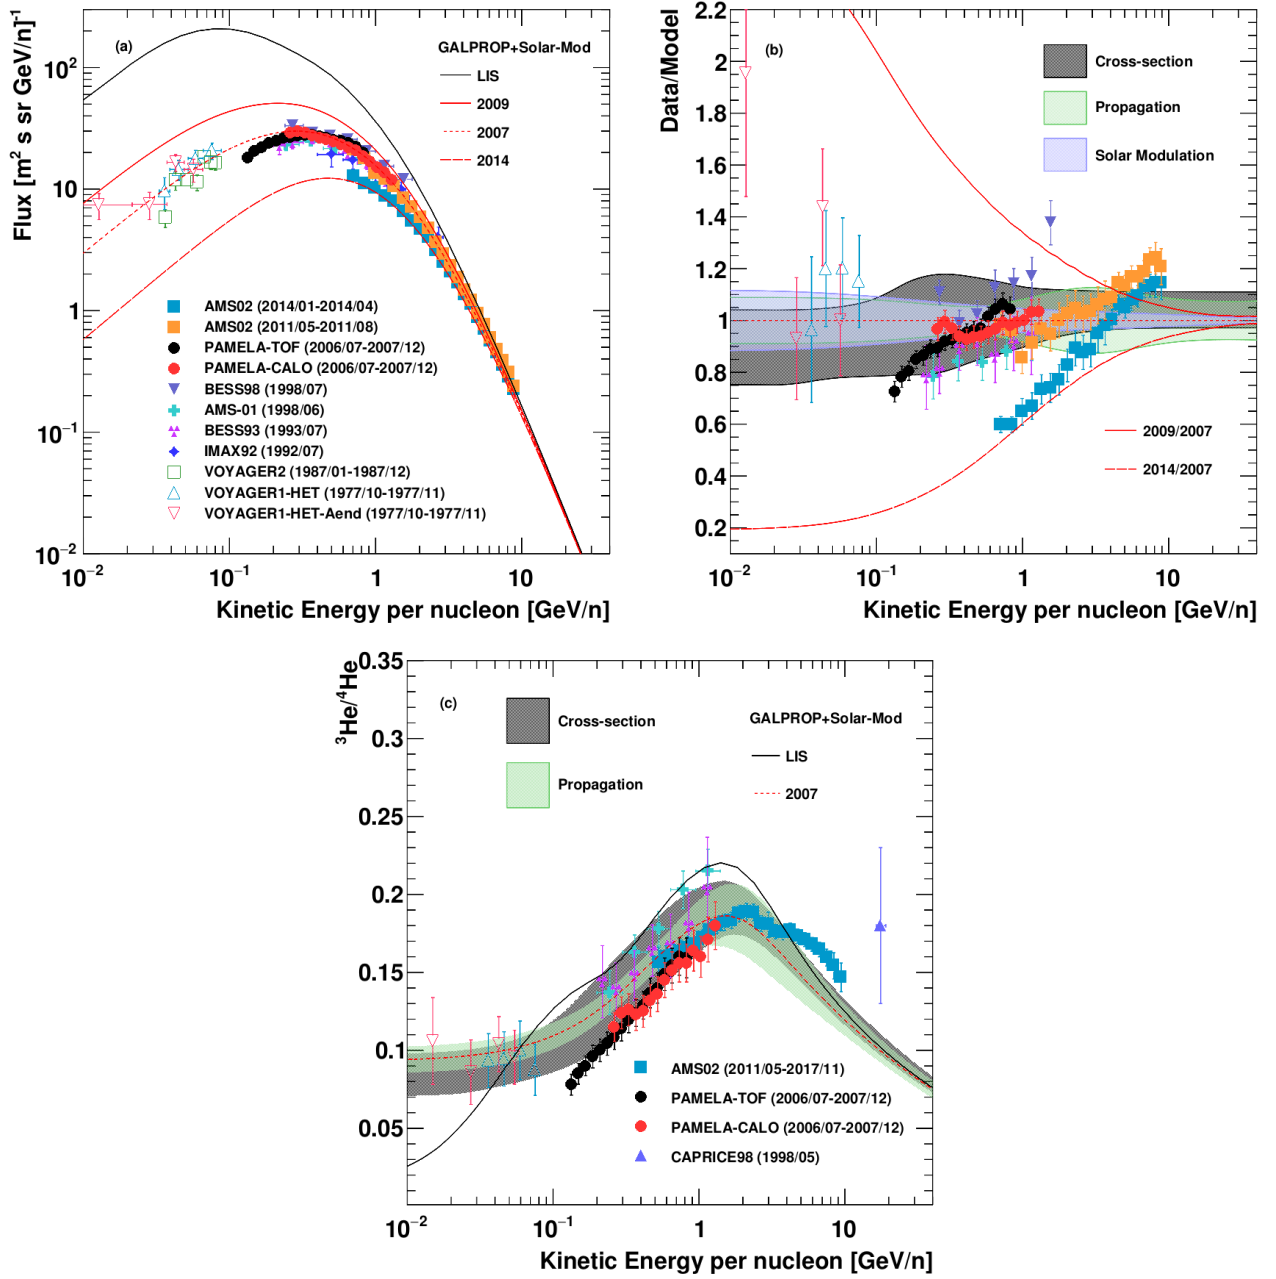 (a)
GALPROP+Solar-Mod
LIS
2009
2007
2014
AMS02 (2014/01-2014/04)
AMS02 (2011/05-2011/08)
PAMELA-TOF (2006/07-2007/12)
PAMELA-CALO (2006/07-2007/12)
BESS98 (1998/07)
AMS-01 (1998/06)
BESS93 (1993/07)
IMAX92 (1992/07)
VOYAGER2 (1987/01-1987/12)
VOYAGER1-HET (1977/10-1977/11)
VOYAGER1-HET-Aend (1977/10-1977/11)
Flux [m² s sr GeV/n]⁻¹
10²
10
1
10⁻¹
10⁻²
10⁻² 10⁻¹ 1 10
Kinetic Energy per nucleon [GeV/n]
(b)
Cross-section
Propagation
Solar Modulation
2009/2007
2014/2007
Data/Model
2.2
2
1.8
1.6
1.4
1.2
1
0.8
0.6
0.4
0.2
10⁻² 10⁻¹ 1 10
Kinetic Energy per nucleon [GeV/n]
(c)
Cross-section
Propagation
GALPROP+Solar-Mod
LIS
2007
AMS02 (2011/05-2017/11)
PAMELA-TOF (2006/07-2007/12)
PAMELA-CALO (2006/07-2007/12)
CAPRICE98 (1998/05)
³He/⁴He
0.35
0.3
0.25
0.2
0.15
0.1
0.05
10⁻² 10⁻¹ 1 10
Kinetic Energy per nucleon [GeV/n]